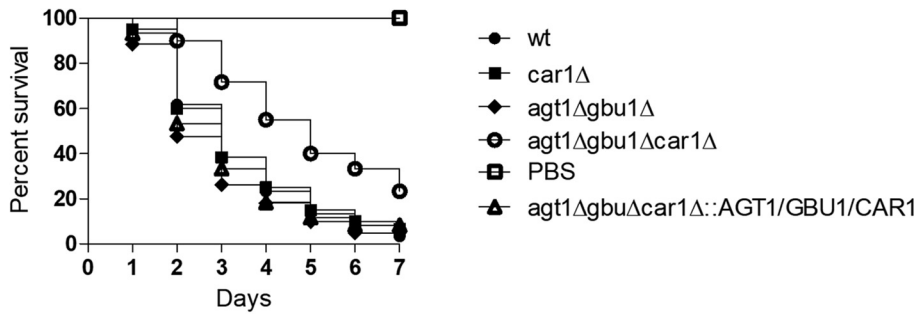 Percent survival
100
80
60
40
20
0
0 1 2 3 4 5 6 7
Days
wt
car1Δ
agt1Δgbu1Δ
agt1Δgbu1Δcar1Δ
PBS
agt1ΔgbuΔcar1Δ::AGT1/GBU1/CAR1